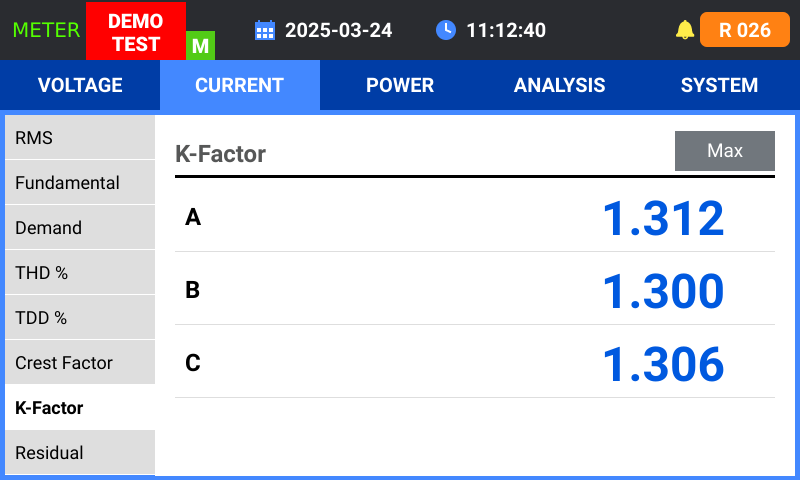 METER
DEMO
TEST
M
2025-03-24
11:12:40
R 026
VOLTAGE
CURRENT
POWER
ANALYSIS
SYSTEM
RMS
Fundamental
Demand
THD %
TDD %
Crest Factor
K-Factor
Residual
K-Factor
Max
A 1.312
B 1.300
C 1.306